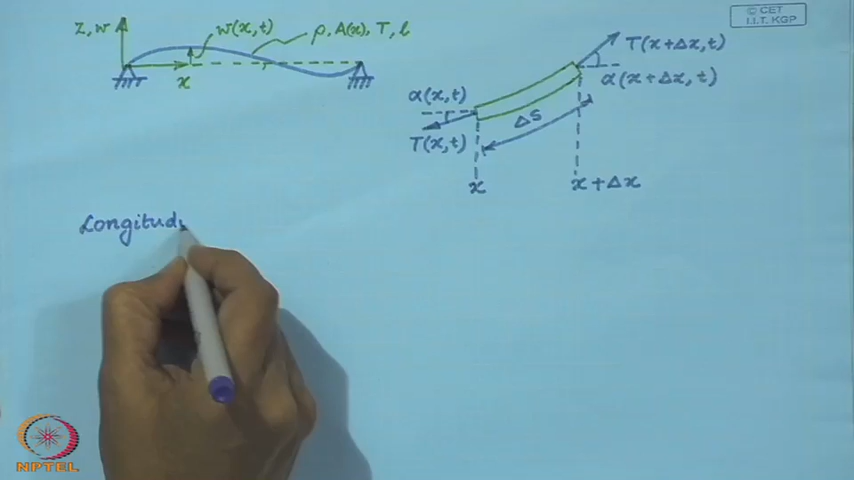 © CET
I.I.T. KGP
z, w
w(x,t)
ρ, A(x), T, l
x
T(x+Δx,t)
α(x+Δx,t)
α(x,t)
T(x,t)
ΔS
x
x+Δx
Longitud
NPTEL